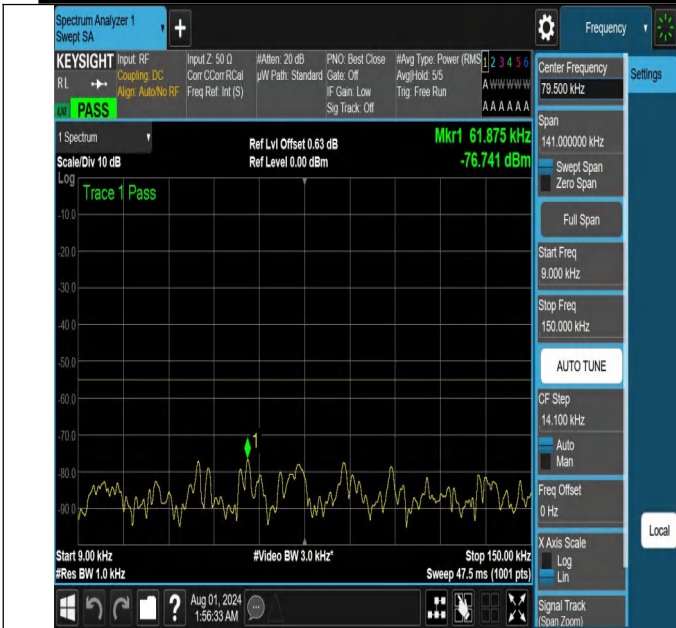 Spectrum Analyzer 1
Swept SA
+
Frequency
KEYSIGHT
RL
PASS
Input: RF
Coupling: DC
Align: Auto/No RF
Input Z: 50 Ω
Corr CCorr RCal
Freq Ref: Int (S)
#Atten: 20 dB
µW Path: Standard
PNO: Best Close
Gate: Off
IF Gain: Low
Sig Track: Off
#Avg Type: Power (RMS
Avg|Hold: 5/5
Trig: Free Run
1 2 3 4 5 6
A W W W W W
A A A A A A
1 Spectrum
Scale/Div 10 dB
Log
Ref Lvl Offset 0.63 dB
Ref Level 0.00 dBm
Mkr1 61.875 kHz
-76.741 dBm
Trace 1 Pass
-10.0
-20.0
-30.0
-40.0
-50.0
-60.0
-70.0
-80.0
-90.0
1
Start 9.00 kHz
#Res BW 1.0 kHz
#Video BW 3.0 kHz*
Stop 150.00 kHz
Sweep 47.5 ms (1001 pts)
Aug 01, 2024
1:56:33 AM
?
Center Frequency
79.500 kHz
Span
141.000000 kHz
Swept Span
Zero Span
Full Span
Start Freq
9.000 kHz
Stop Freq
150.000 kHz
AUTO TUNE
CF Step
14.100 kHz
Auto
Man
Freq Offset
0 Hz
X Axis Scale
Log
Lin
Signal Track
(Span Zoom)
Settings
Local